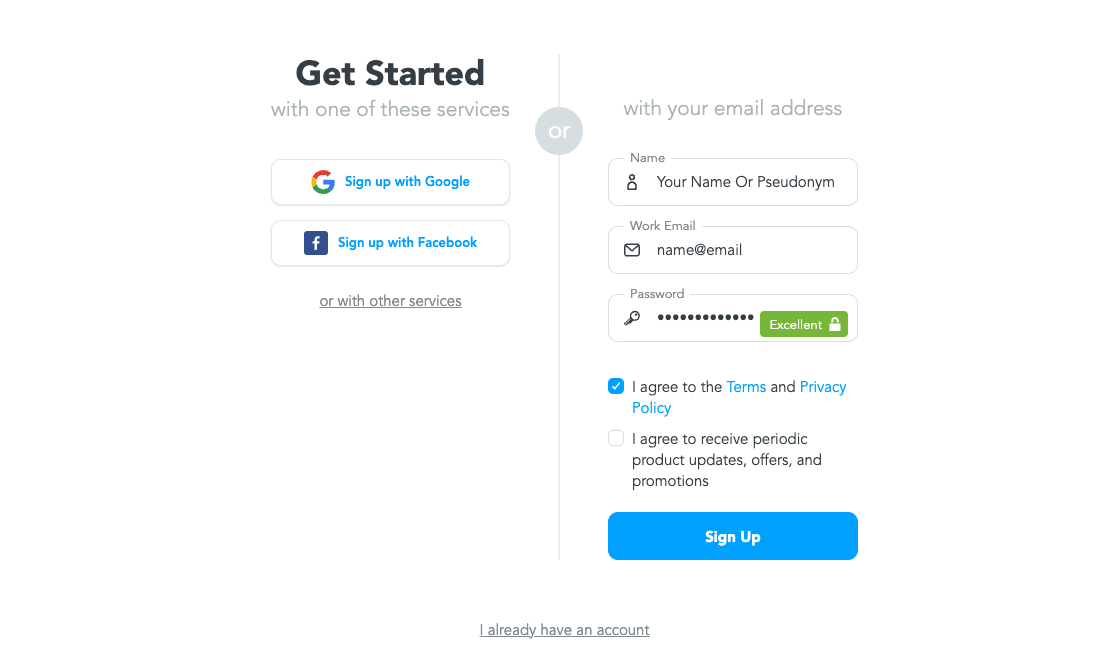 Get Started
with one of these services
Sign up with Google
f Sign up with Facebook
or with other services
or
with your email address
Name
Your Name Or Pseudonym
Work Email
name@email
Password
•••••••••••••
Excellent
I agree to the Terms and Privacy
Policy
I agree to receive periodic
product updates, offers, and
promotions
Sign Up
I already have an account